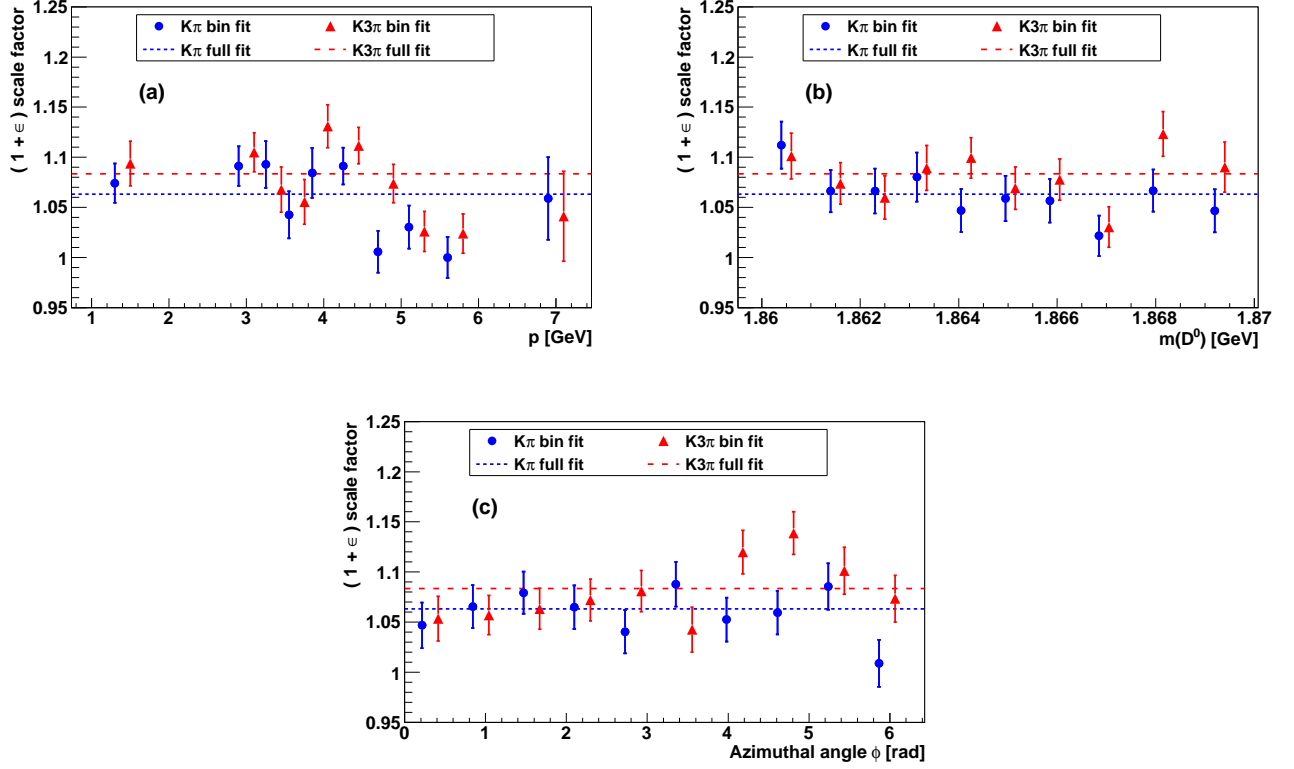 Kπ bin fit K3π bin fit
Kπ full fit K3π full fit
(a)
( 1 + ∈ ) scale factor
1.25
1.2
1.15
1.1
1.05
1
0.95
1 2 3 4 5 6 7
p [GeV]
Kπ bin fit K3π bin fit
Kπ full fit K3π full fit
(b)
( 1 + ∈ ) scale factor
1.25
1.2
1.15
1.1
1.05
1
0.95
1.86 1.862 1.864 1.866 1.868 1.87
m(D⁰) [GeV]
Kπ bin fit K3π bin fit
Kπ full fit K3π full fit
(c)
( 1 + ∈ ) scale factor
1.25
1.2
1.15
1.1
1.05
1
0.95
0 1 2 3 4 5 6
Azimuthal angle ϕ [rad]